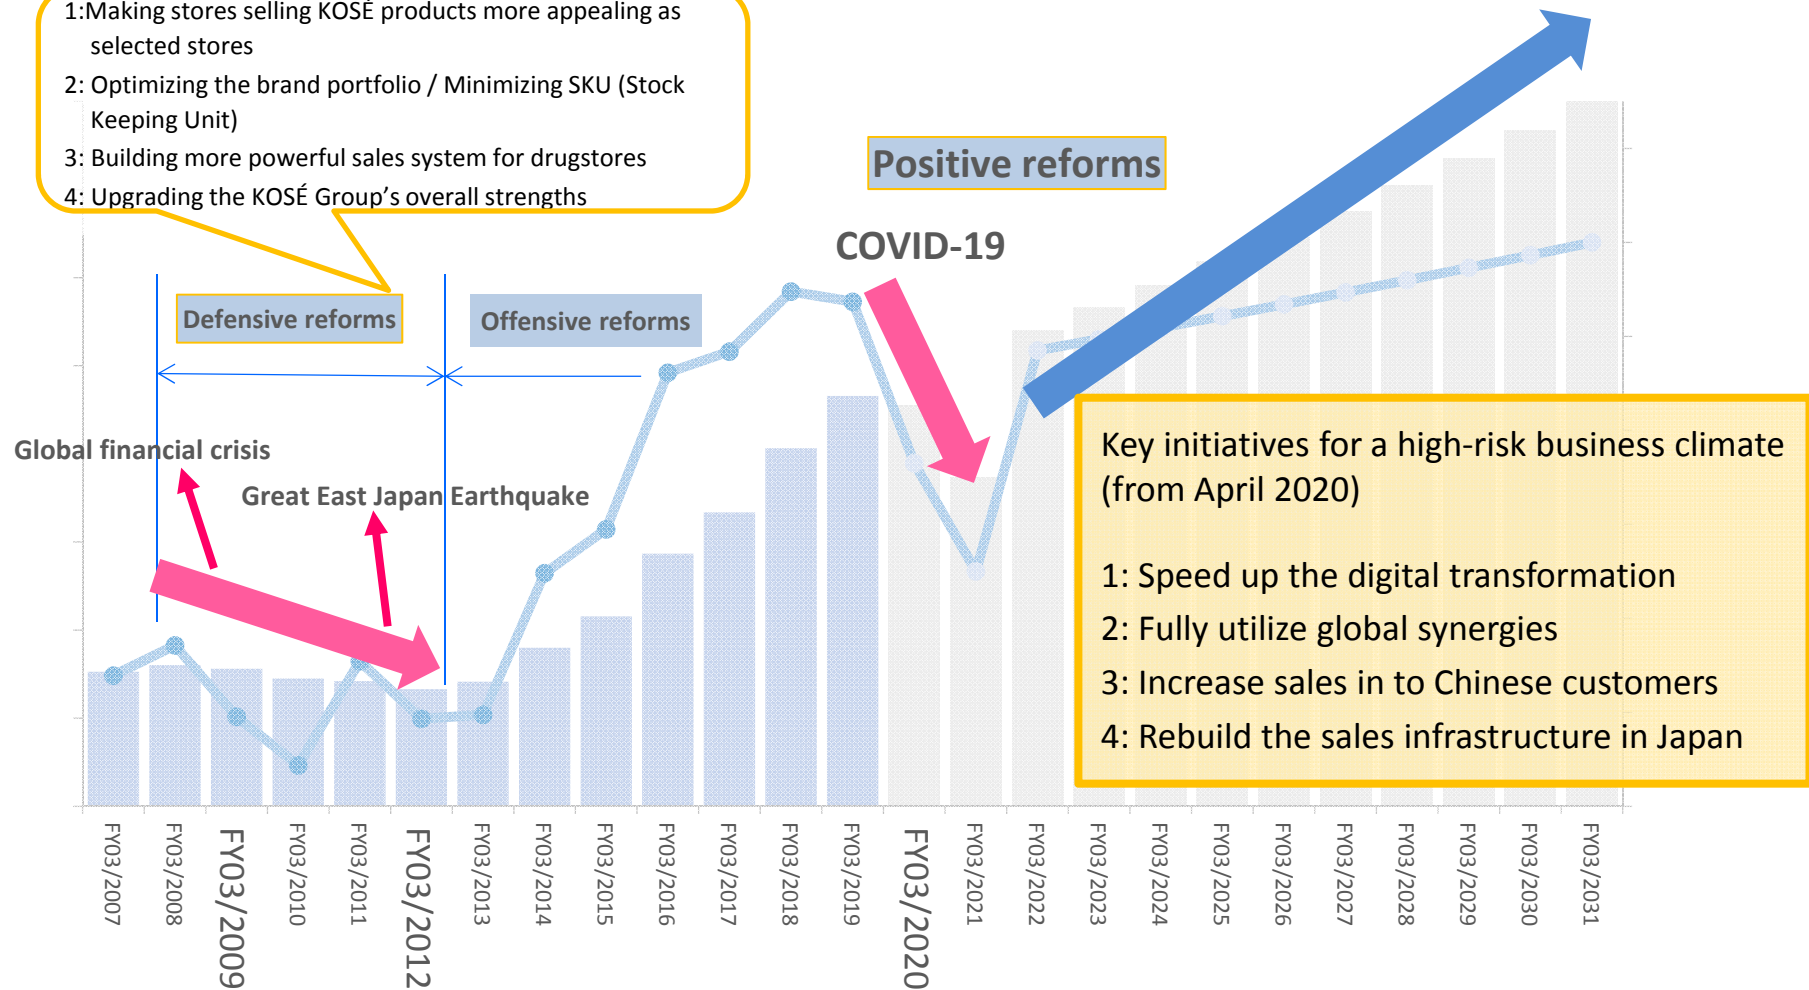 1:Making stores selling KOSÉ products more appealing as
selected stores
2: Optimizing the brand portfolio / Minimizing SKU (Stock
Keeping Unit)
3: Building more powerful sales system for drugstores
4: Upgrading the KOSÉ Group's overall strengths
Positive reforms
COVID-19
Defensive reforms
Offensive reforms
Global financial crisis
Great East Japan Earthquake
Key initiatives for a high-risk business climate
(from April 2020)
1: Speed up the digital transformation
2: Fully utilize global synergies
3: Increase sales in to Chinese customers
4: Rebuild the sales infrastructure in Japan
FY03/2007
FY03/2008
FY03/2009
FY03/2010
FY03/2011
FY03/2012
FY03/2013
FY03/2014
FY03/2015
FY03/2016
FY03/2017
FY03/2018
FY03/2019
FY03/2020
FY03/2021
FY03/2022
FY03/2023
FY03/2024
FY03/2025
FY03/2026
FY03/2027
FY03/2028
FY03/2029
FY03/2030
FY03/2031